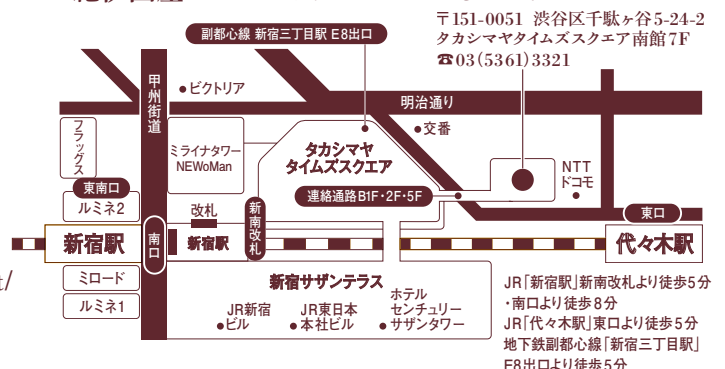 〒151-0051 渋谷区千駄ヶ谷5-24-2
タカシマヤタイムズスクエア南館7F
☎03(5361)3321
副都心線 新宿三丁目駅 E8出口
甲州街道
ビクトリア
明治通り
交番
フラッグス
ミライナタワー
NEWoMan
タカシマヤ
タイムズスクエア
連絡通路B1F・2F・5F
NTT
ドコモ
東南口
ルミネ2
改札
新南改札
東口
新宿駅
南口
新宿駅
代々木駅
ミロード
ルミネ1
新宿サザンテラス
JR新宿
ビル
JR東日本
本社ビル
ホテル
センチュリー
サザンタワー
JR「新宿駅」新南改札より徒歩5分
・南口より徒歩8分
JR「代々木駅」東口より徒歩5分
地下鉄副都心線「新宿三丁目駅」
E8出口より徒歩5分